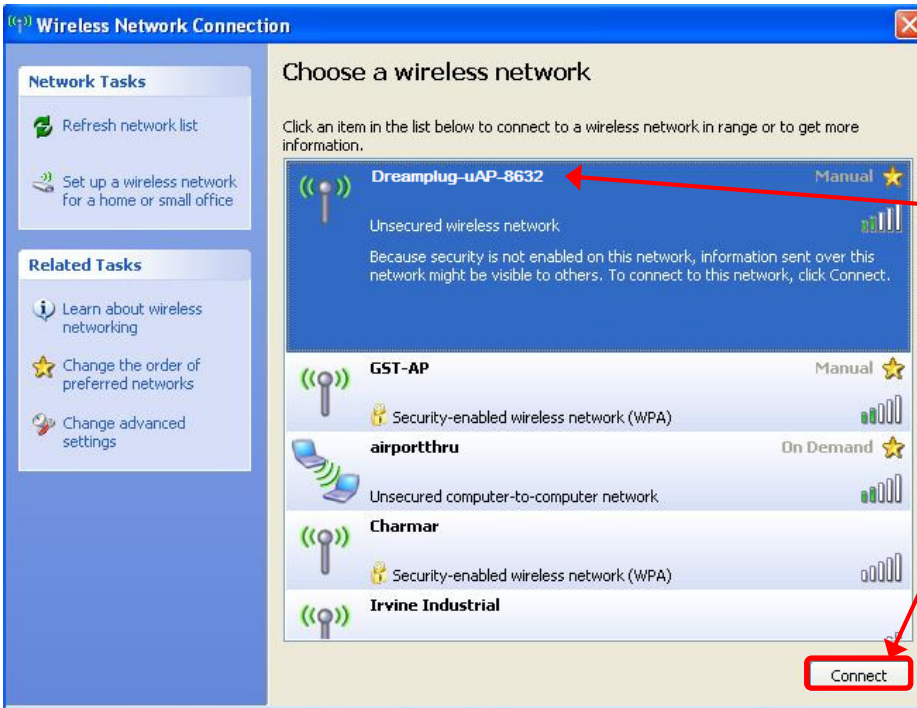 Wireless Network Connection
Network Tasks
Refresh network list
Set up a wireless network
for a home or small office
Related Tasks
Learn about wireless
networking
Change the order of
preferred networks
Change advanced
settings
Choose a wireless network
Click an item in the list below to connect to a wireless network in range or to get more
information.
Dreamplug-uAP-8632 Manual
Unsecured wireless network
Because security is not enabled on this network, information sent over this
network might be visible to others. To connect to this network, click Connect.
GST-AP Manual
Security-enabled wireless network (WPA)
airportthru On Demand
Unsecured computer-to-computer network
Charmar
Security-enabled wireless network (WPA)
Irvine Industrial
Connect